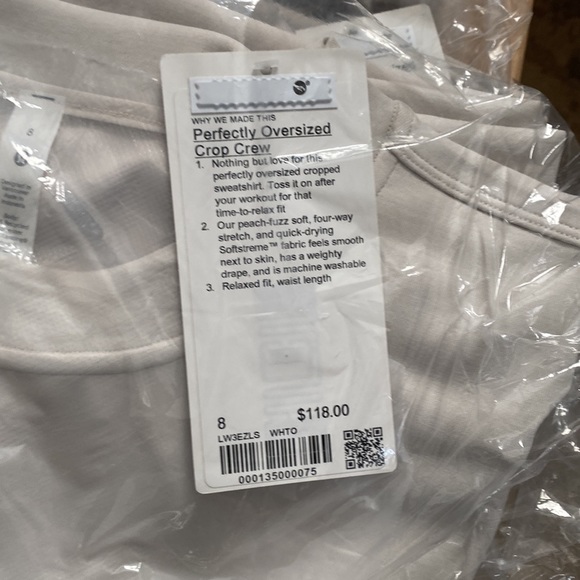 WHY WE MADE THIS
Perfectly Oversized
Crop Crew
1. Nothing but love for this
perfectly oversized cropped
sweatshirt. Toss it on after
your workout for that
time-to-relax fit
2. Our peach-fuzz soft, four-way
stretch, and quick-drying
Softstreme™ fabric feels smooth
next to skin, has a weighty
drape, and is machine washable
3. Relaxed fit, waist length
8 $118.00
LW3EZLS WHTO
000135000075
8